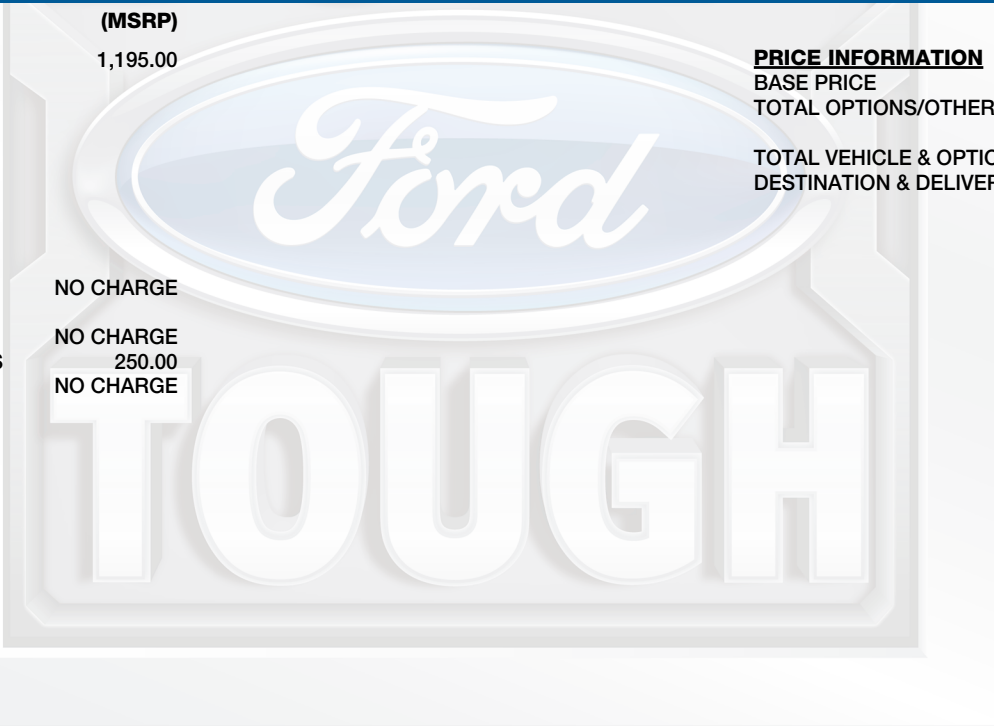 (MSRP)
1,195.00
NO CHARGE
NO CHARGE
S 250.00
NO CHARGE
PRICE INFORMATION
BASE PRICE
TOTAL OPTIONS/OTHER
TOTAL VEHICLE & OPTIO
DESTINATION & DELIVER
Ford
TOUGH